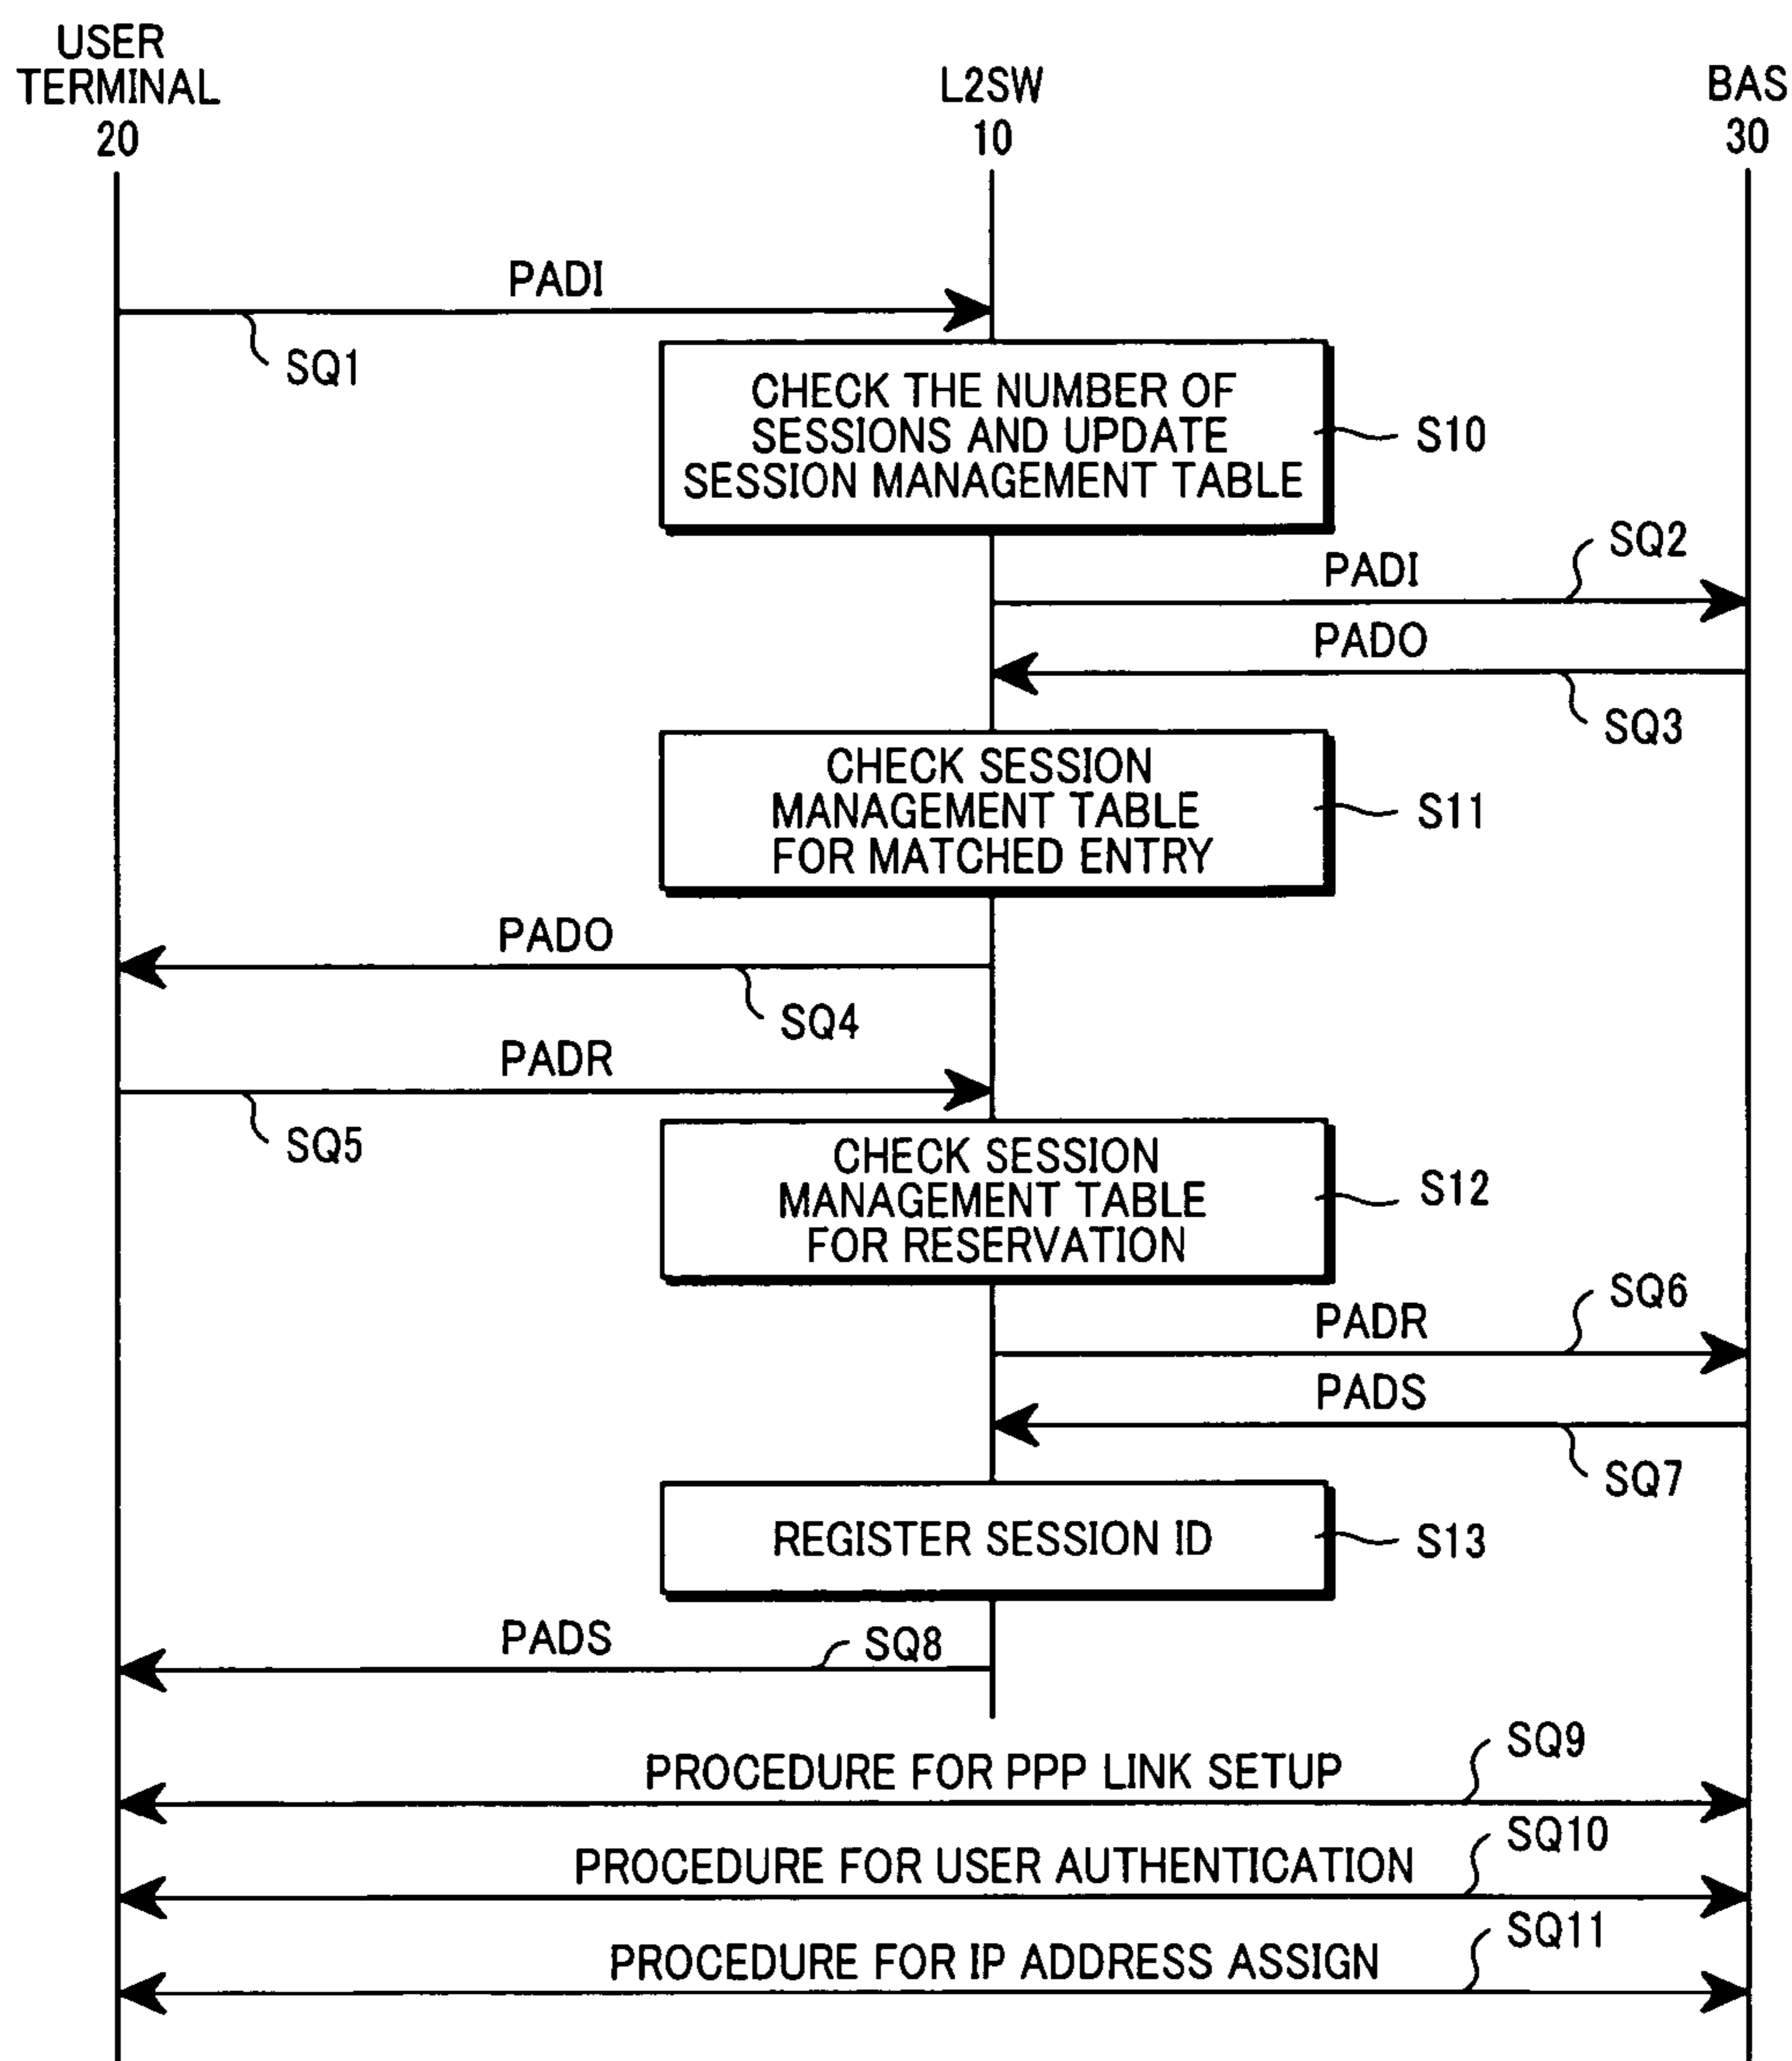 USER
TERMINAL
20
L2SW
10
BAS
30
PADI
SQ1
CHECK THE NUMBER OF
SESSIONS AND UPDATE
SESSION MANAGEMENT TABLE
S10
PADI
SQ2
PADO
SQ3
CHECK SESSION
MANAGEMENT TABLE
FOR MATCHED ENTRY
S11
PADO
SQ4
PADR
SQ5
CHECK SESSION
MANAGEMENT TABLE
FOR RESERVATION
S12
PADR
SQ6
PADS
SQ7
REGISTER SESSION ID
S13
PADS
SQ8
PROCEDURE FOR PPP LINK SETUP
SQ9
PROCEDURE FOR USER AUTHENTICATION
SQ10
PROCEDURE FOR IP ADDRESS ASSIGN
SQ11